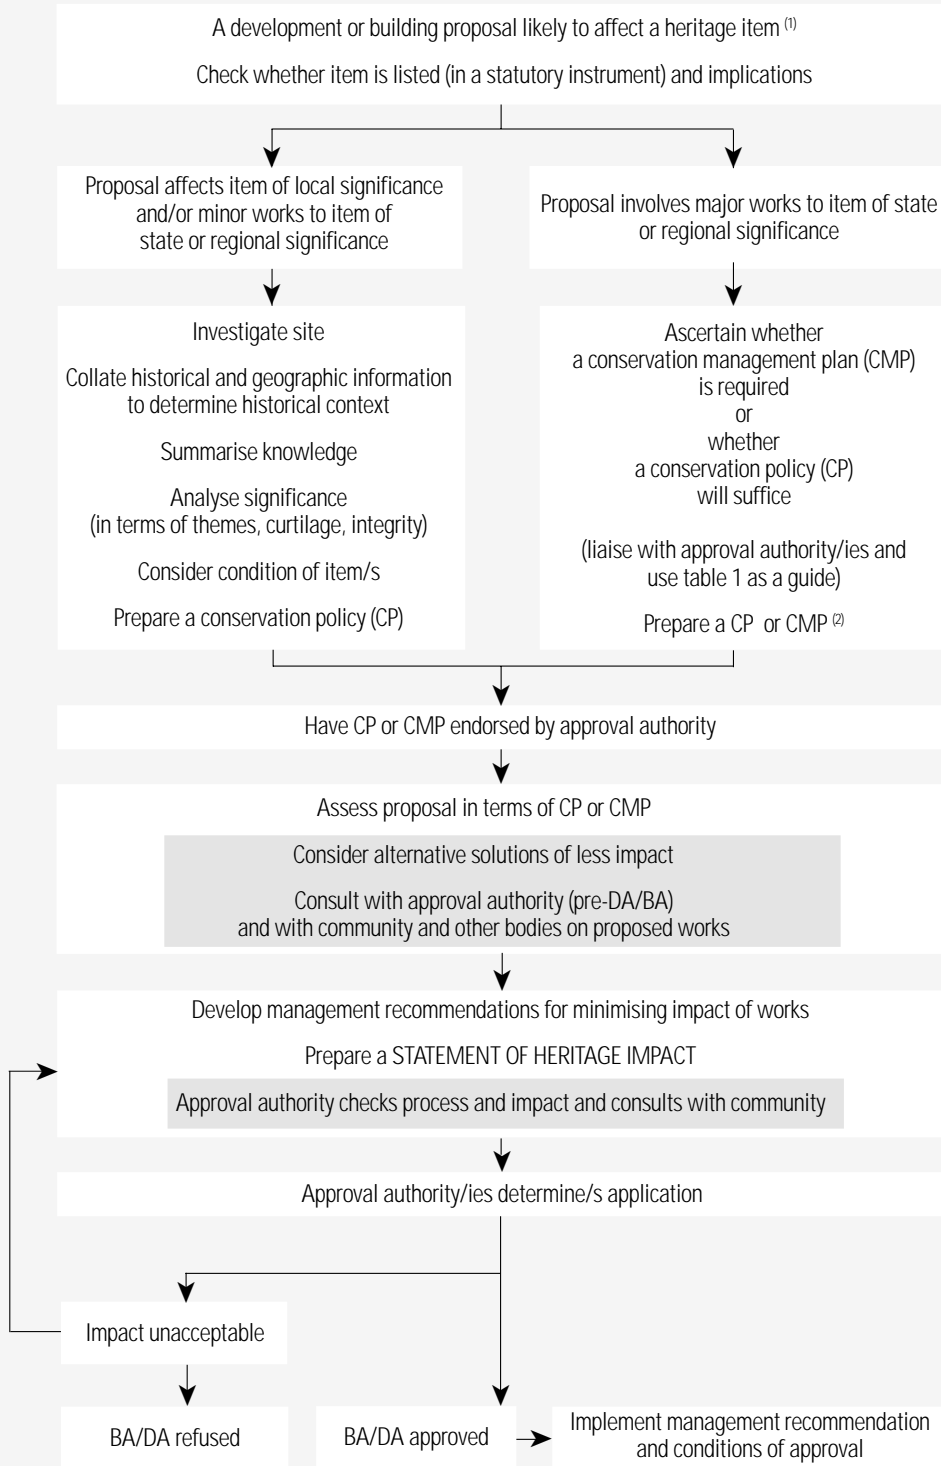 A development or building proposal likely to affect a heritage item (1)
Check whether item is listed (in a statutory instrument) and implications
Proposal affects item of local significance
and/or minor works to item of
state or regional significance
Proposal involves major works to item of state
or regional significance
Investigate site
Collate historical and geographic information
to determine historical context
Summarise knowledge
Analyse significance
(in terms of themes, curtilage, integrity)
Consider condition of item/s
Prepare a conservation policy (CP)
Ascertain whether
a conservation management plan (CMP)
is required
or
whether
a conservation policy (CP)
will suffice
(liaise with approval authority/ies and
use table 1 as a guide)
Prepare a CP or CMP (2)
Have CP or CMP endorsed by approval authority
Assess proposal in terms of CP or CMP
Consider alternative solutions of less impact
Consult with approval authority (pre-DA/BA)
and with community and other bodies on proposed works
Develop management recommendations for minimising impact of works
Prepare a STATEMENT OF HERITAGE IMPACT
Approval authority checks process and impact and consults with community
Approval authority/ies determine/s application
Impact unacceptable
BA/DA refused
BA/DA approved
Implement management recommendation
and conditions of approval